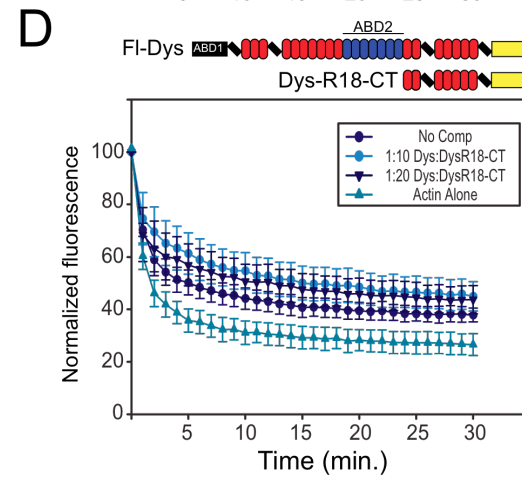 D
ABD2
Fl-Dys ABD1
Dys-R18-CT
No Comp
1:10 Dys:DysR18-CT
1:20 Dys:DysR18-CT
Actin Alone
Normalized fluorescence
100
80
60
40
20
0
5 10 15 20 25 30
Time (min.)